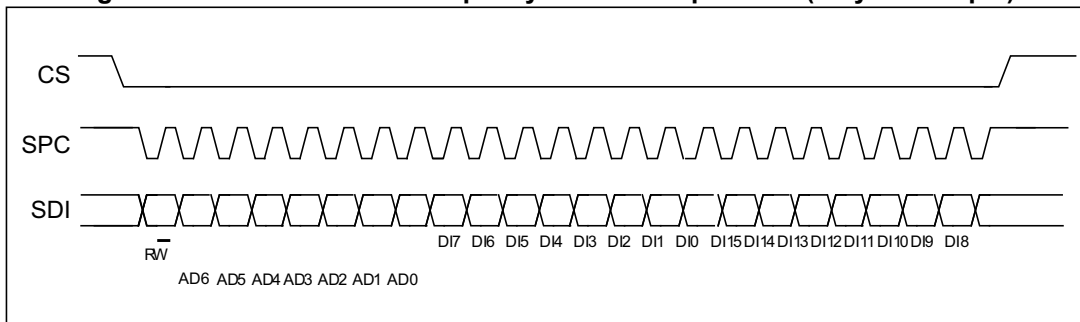 CS
SPC
SDI
RW
DI7 DI6 DI5 DI4 DI3 DI2 DI1 DI0 DI15 DI14 DI13 DI12 DI11 DI10 DI9 DI8
AD6 AD5 AD4 AD3 AD2 AD1 AD0